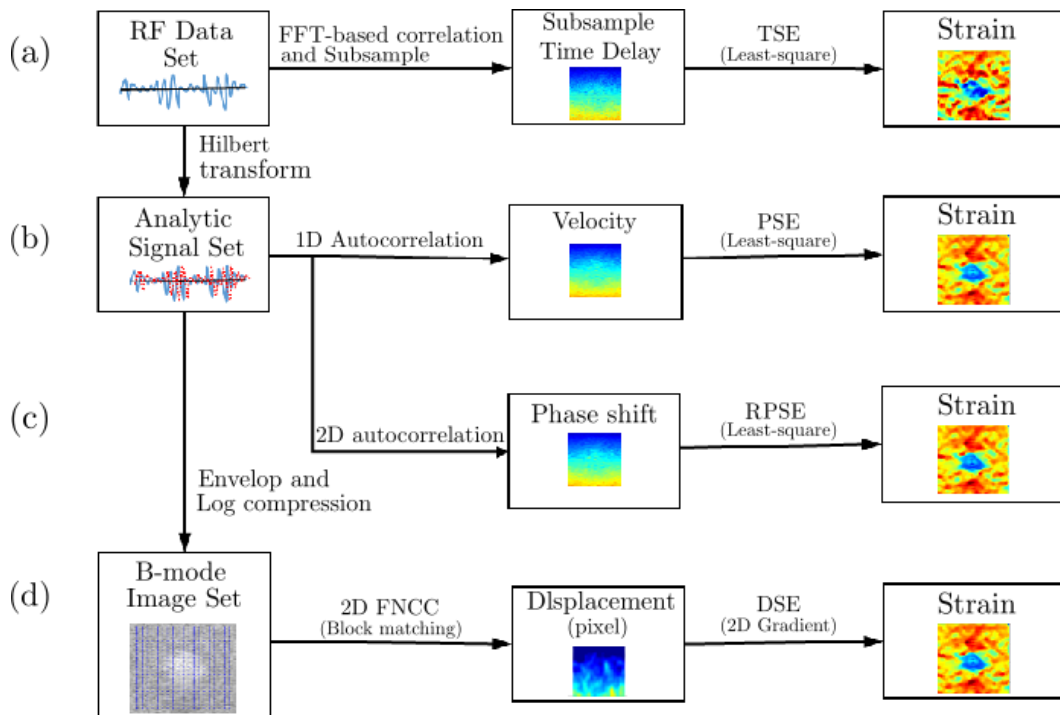 (a)
RF Data
Set
FFT-based correlation
and Subsample
Subsample
Time Delay
TSE
(Least-square)
Strain
Hilbert
transform
(b)
Analytic
Signal Set
1D Autocorrelation
Velocity
PSE
(Least-square)
Strain
(c)
2D autocorrelation
Phase shift
RPSE
(Least-square)
Strain
Envelop and
Log compression
(d)
B-mode
Image Set
2D FNCC
(Block matching)
DIsplacement
(pixel)
DSE
(2D Gradient)
Strain